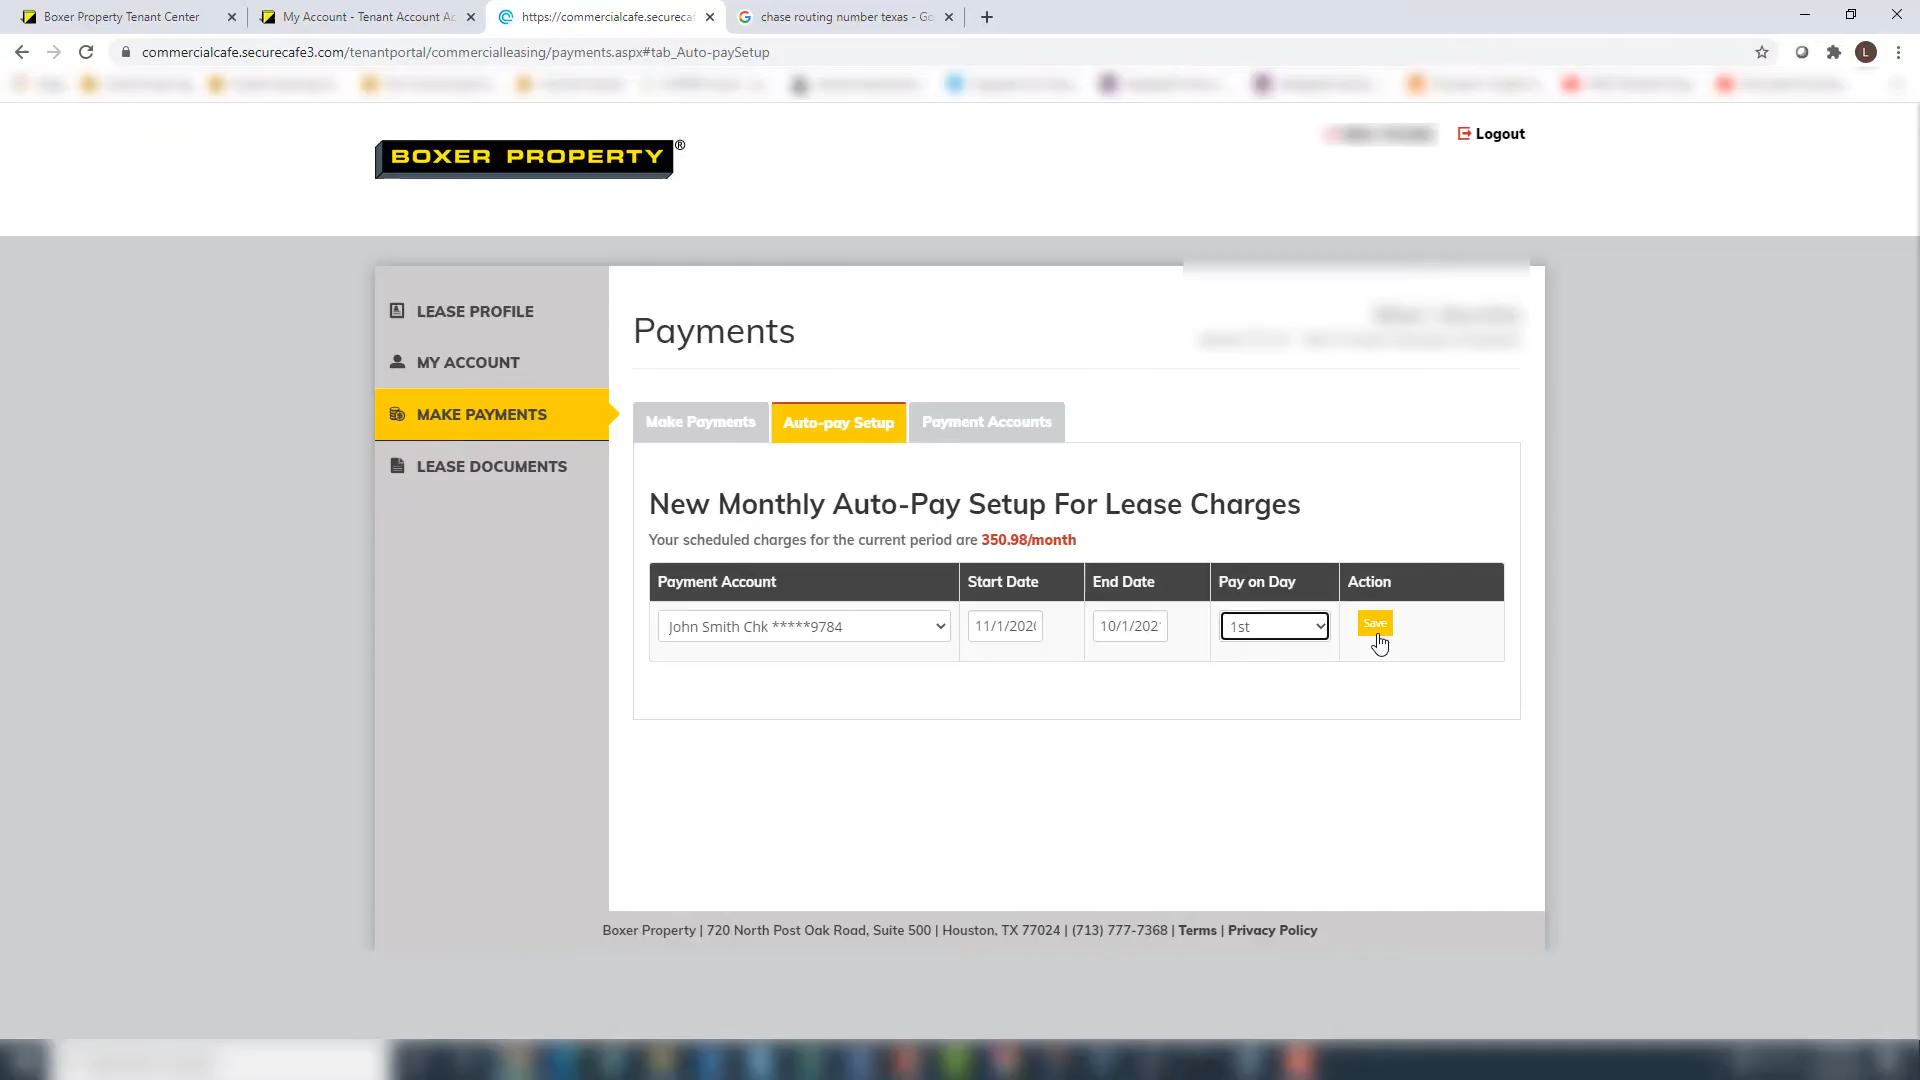 Boxer Property Tenant Center
My Account - Tenant Account Ac
https://commercialcafe.secureca
chase routing number texas - Go
commercialcafe.securecafe3.com/tenantportal/commercialleasing/payments.aspx#tab_Auto-paySetup
L
BOXER PROPERTY®
Logout
LEASE PROFILE
MY ACCOUNT
MAKE PAYMENTS
LEASE DOCUMENTS
Payments
Make Payments
Auto-pay Setup
Payment Accounts
New Monthly Auto-Pay Setup For Lease Charges
Your scheduled charges for the current period are 350.98/month
Payment Account Start Date End Date Pay on Day Action
John Smith Chk *****9784 11/1/2020 10/1/202 1st Save
Boxer Property | 720 North Post Oak Road, Suite 500 | Houston, TX 77024 | (713) 777-7368 | Terms | Privacy Policy